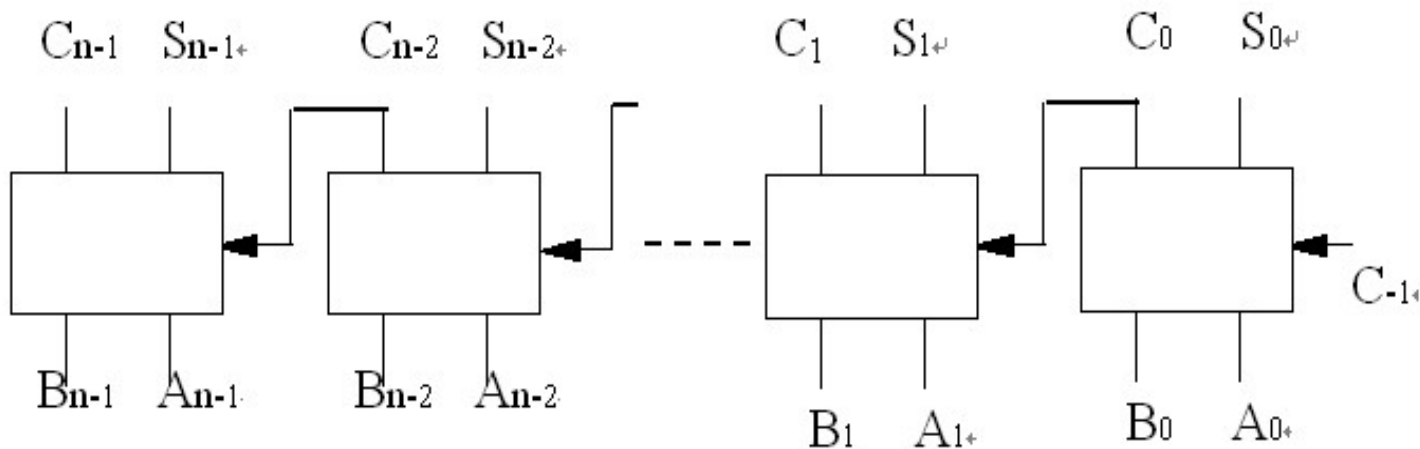 Cn-1 Sn-1 Cn-2 Sn-2 C1 S1 C0 S0
C-1
Bn-1 An-1 Bn-2 An-2 B1 A1 B0 A0